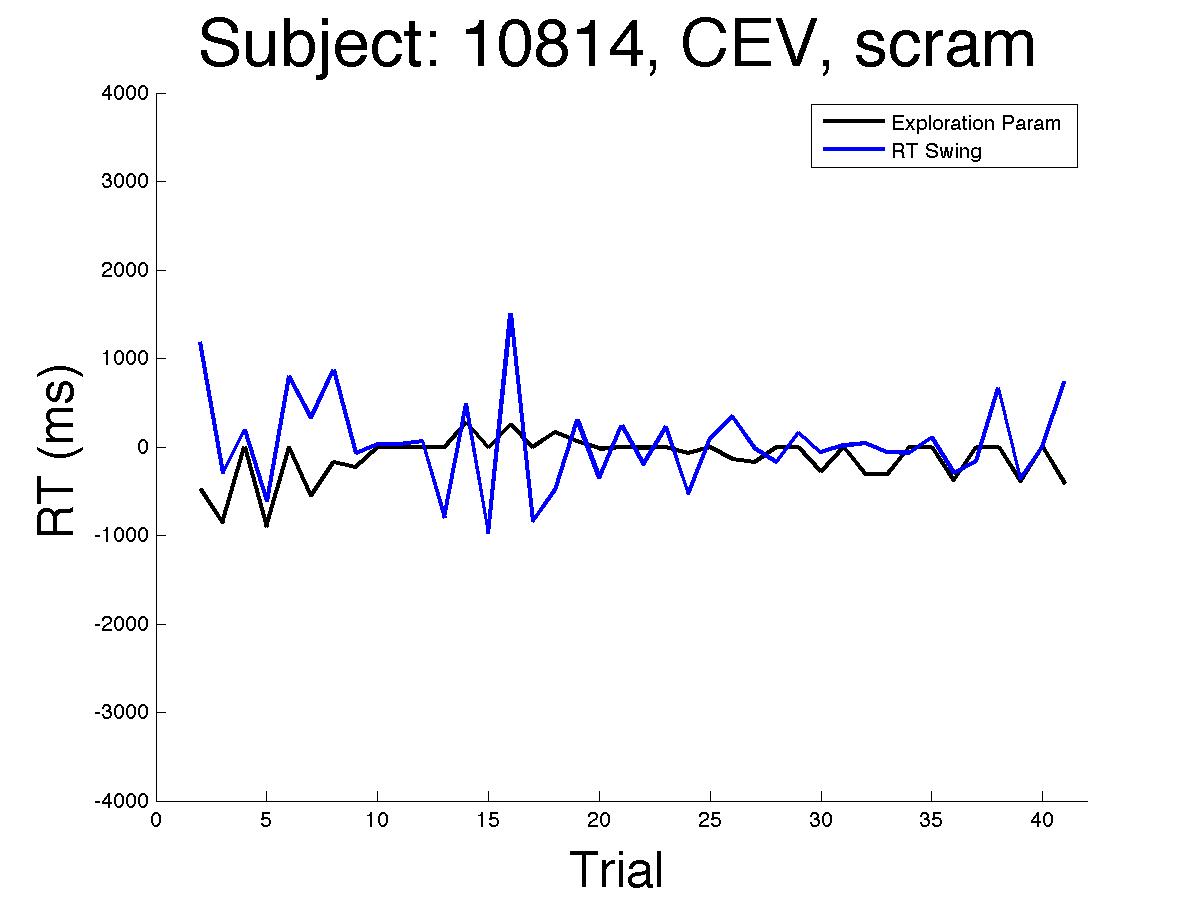 Subject: 10814, CEV, scram
4000
3000
2000
1000
0
-1000
-2000
-3000
-4000
RT (ms)
Exploration Param
RT Swing
0 5 10 15 20 25 30 35 40
Trial